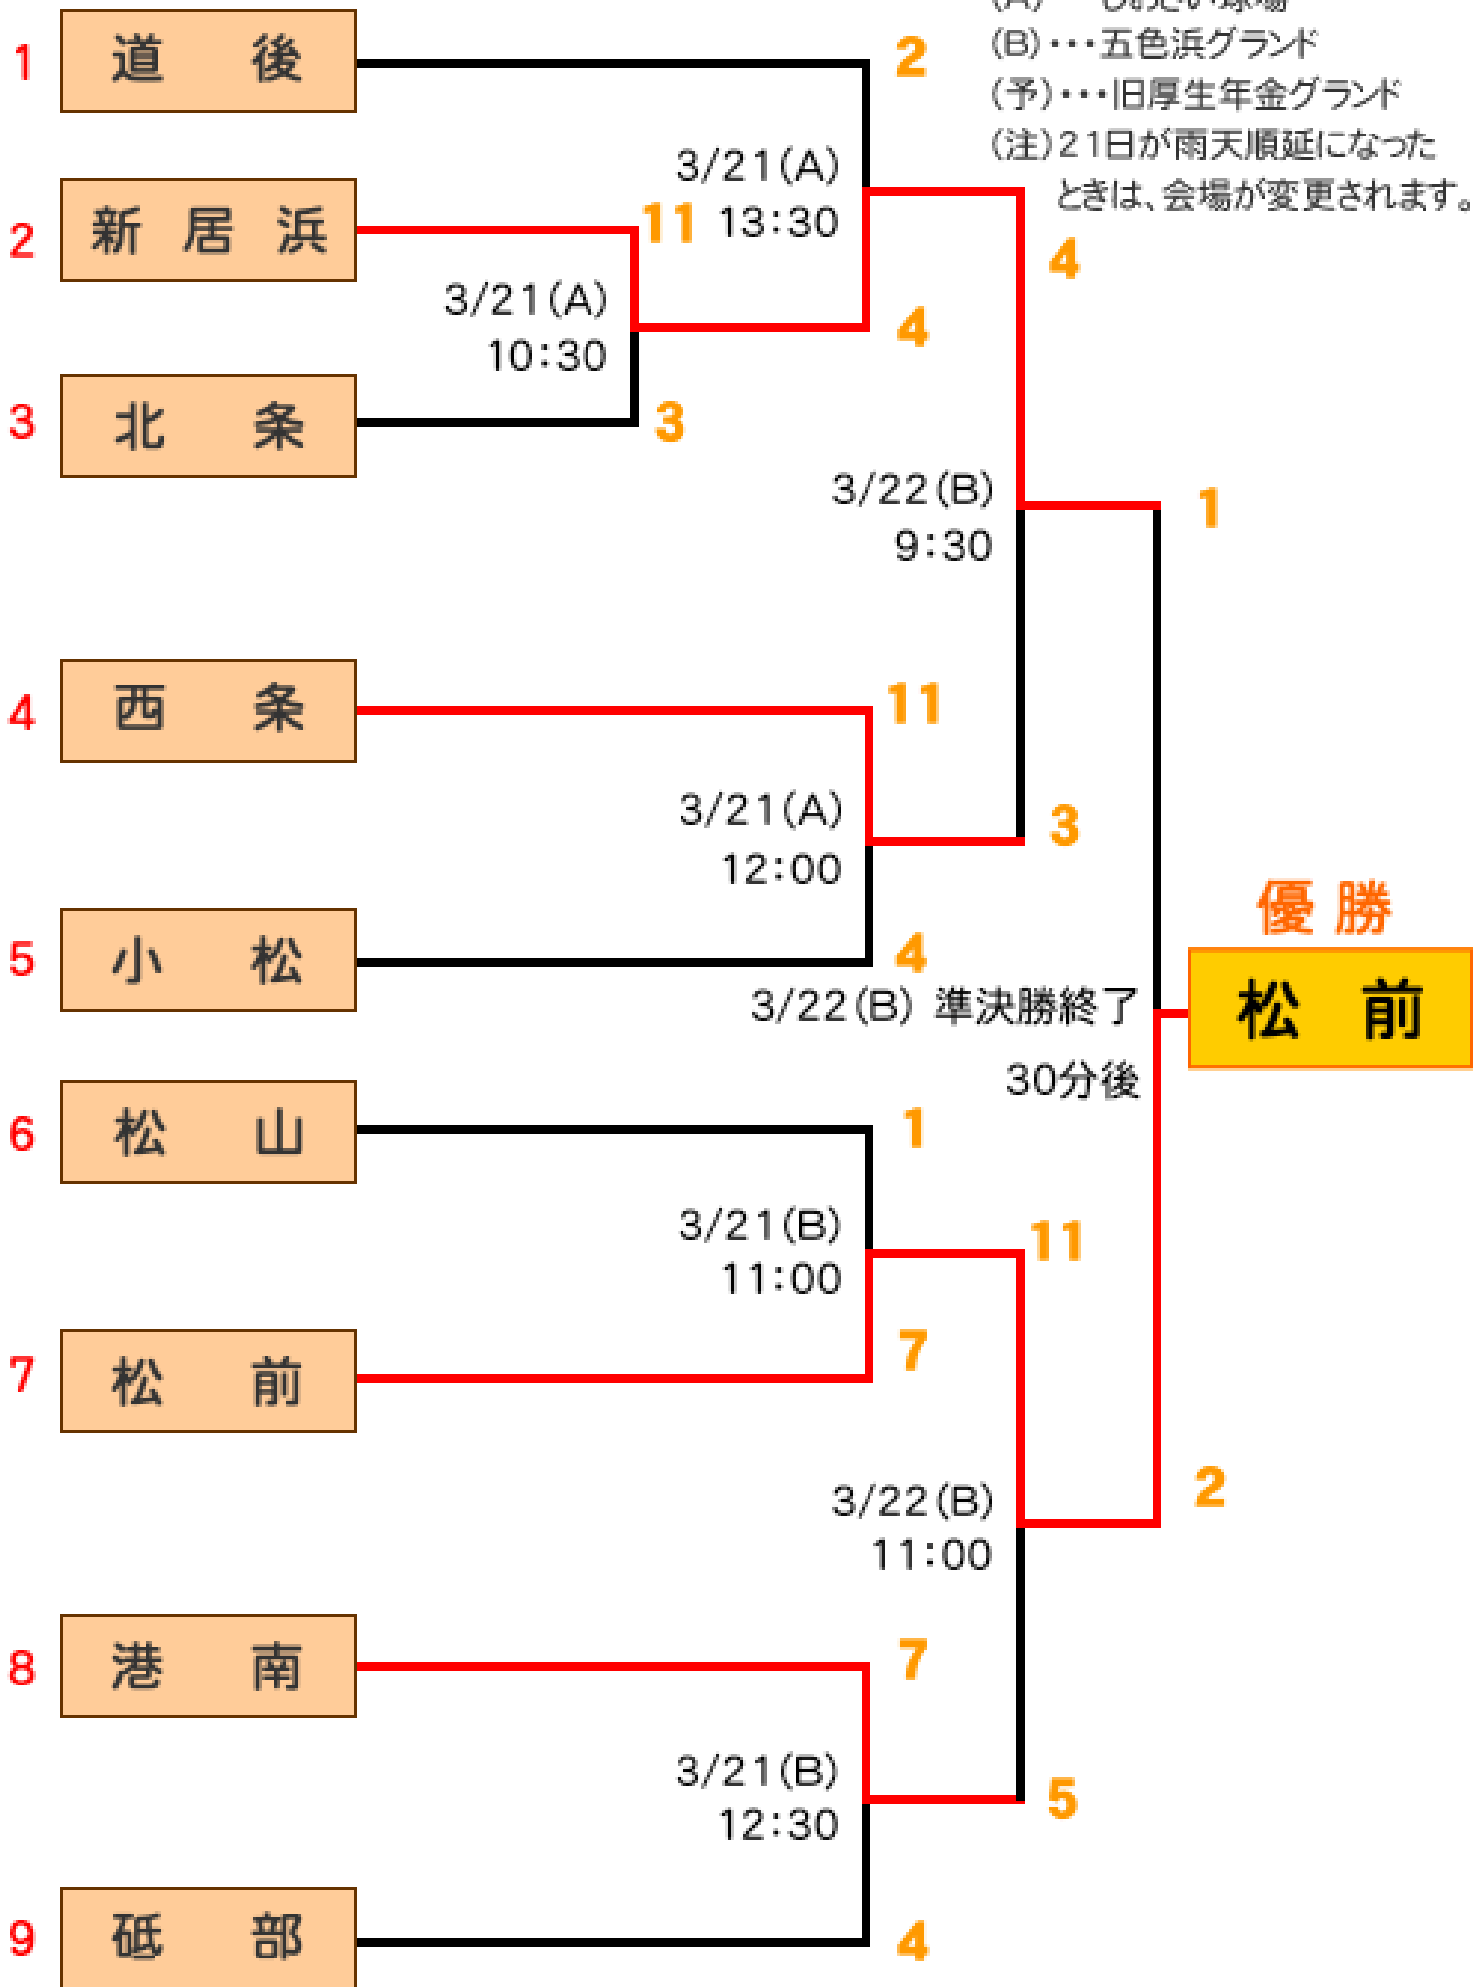 (B)・・・五色浜グランド
(予)・・・旧厚生年金グランド
(注)21日が雨天順延になった
ときは、会場が変更されます。
1 道 後 2
3/21(A)
13:30
2 新 居 浜 11
4
3/21(A)
10:30
4
3 北 条 3
3/22(B)
9:30
1
4 西 条 11
3/21(A)
12:00
3
5 小 松 4
優 勝
松 前
3/22(B) 準決勝終了
30分後
6 松 山 1
3/21(B)
11:00
11
7 松 前 7
3/22(B)
11:00
2
8 港 南 7
3/21(B)
12:30
5
9 砥 部 4